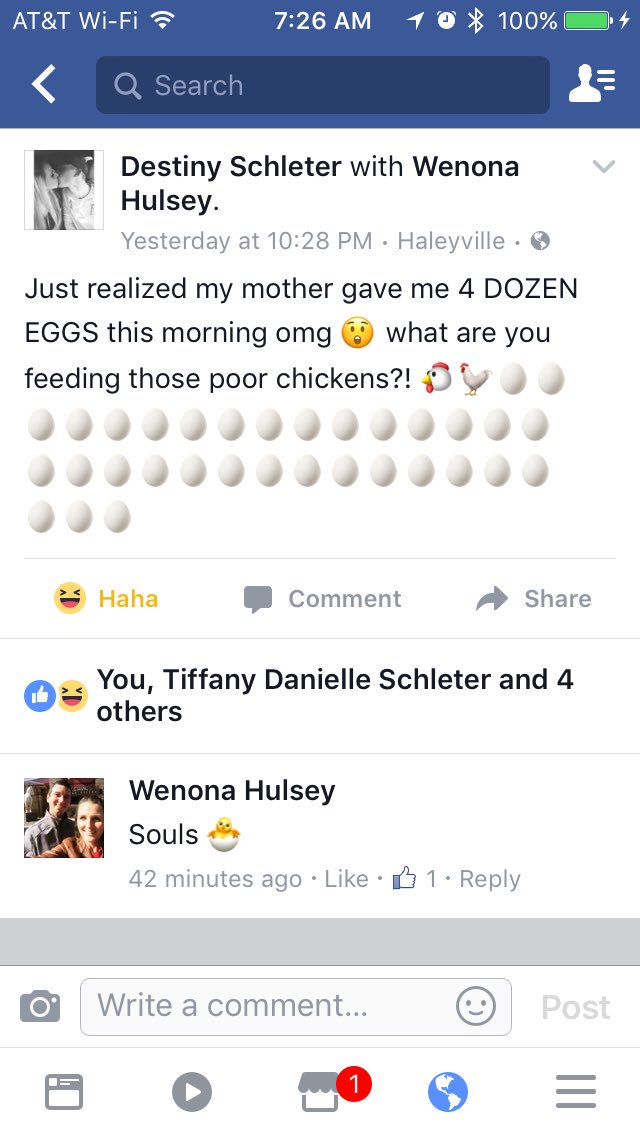 AT&T Wi-Fi 7:26 AM 100%
Search
Destiny Schleter with Wenona
Hulsey.
Yesterday at 10:28 PM · Haleyville ·
Just realized my mother gave me 4 DOZEN
EGGS this morning omg 😲 what are you
feeding those poor chickens?! 🐔🐓🥚🥚
🥚🥚🥚🥚🥚🥚🥚🥚🥚🥚🥚🥚🥚🥚
🥚🥚🥚🥚🥚🥚🥚🥚🥚🥚🥚🥚🥚🥚
🥚🥚🥚
Haha Comment Share
You, Tiffany Danielle Schleter and 4
others
Wenona Hulsey
Souls 🐣
42 minutes ago · Like · 1 · Reply
Write a comment... Post
1